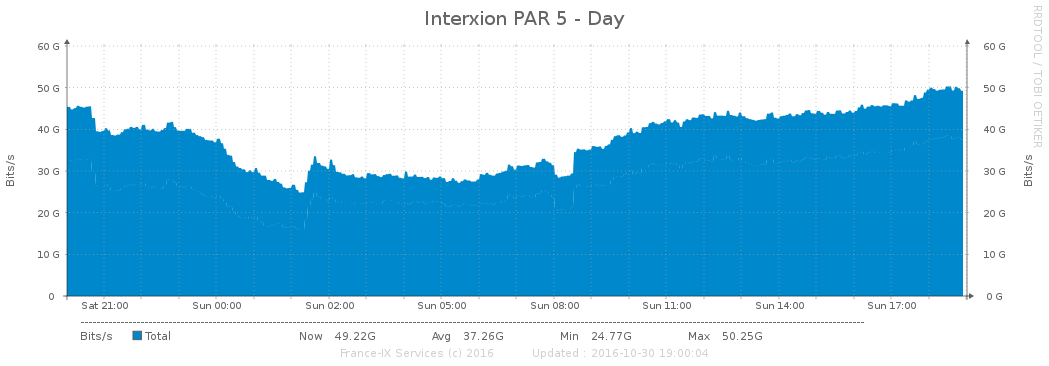 Interxion PAR 5 - Day
RRDTOOL / TOBI OETIKER
60 G
60 G
50 G
50 G
40 G
40 G
30 G
30 G
20 G
20 G
10 G
10 G
0
0 G
Bits/s
Bits/s
Sat 21:00 Sun 00:00 Sun 02:00 Sun 05:00 Sun 08:00 Sun 11:00 Sun 14:00 Sun 17:00
Bits/s Total Now 49.22G Avg 37.26G Min 24.77G Max 50.25G
France-IX Services (c) 2016 Updated : 2016-10-30 19:00:04